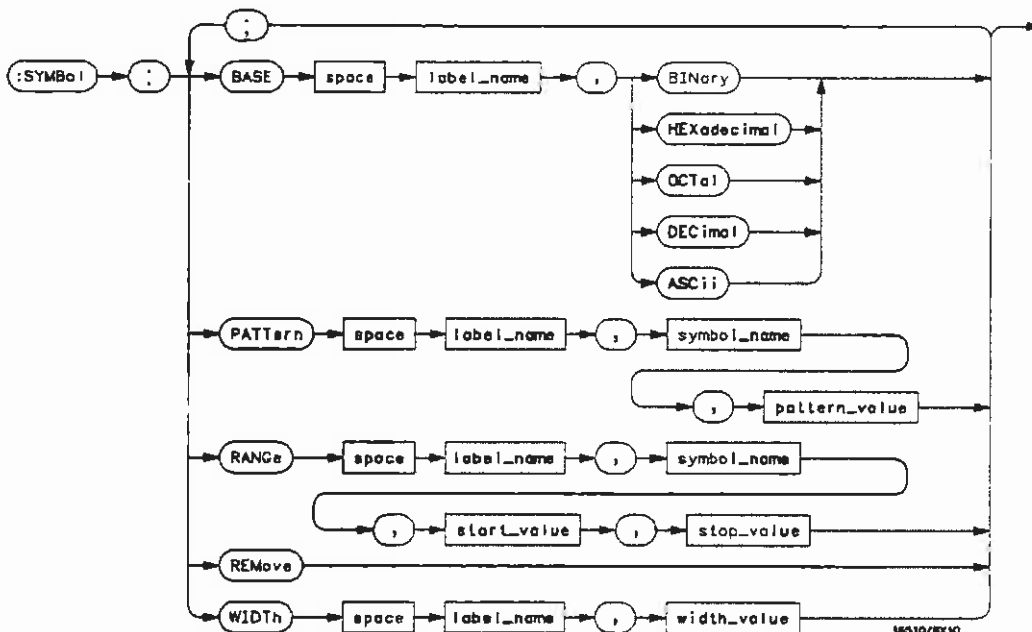 ;
:SYMBol : BASE space label_name , BINary
HEXadecimal
OCTal
DECimal
ASCii
PATTern space label_name , symbol_name
, pattern_value
RANGe space label_name , symbol_name
, start_value , stop_value
REMove
WIDTh space label_name , width_value